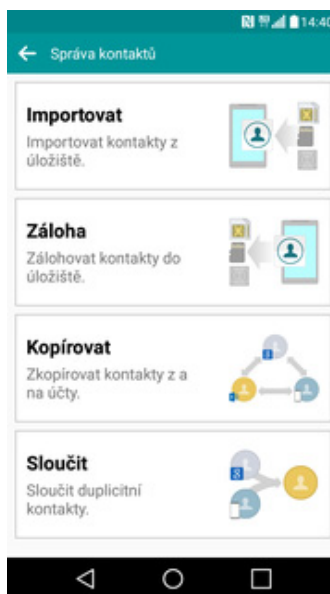 14:40
Správa kontaktů
Importovat
Importovat kontakty z
úložiště.
Záloha
Zálohovat kontakty do
úložiště.
Kopírovat
Zkopírovat kontakty z a
na účty.
Sloučit
Sloučit duplicitní
kontakty.